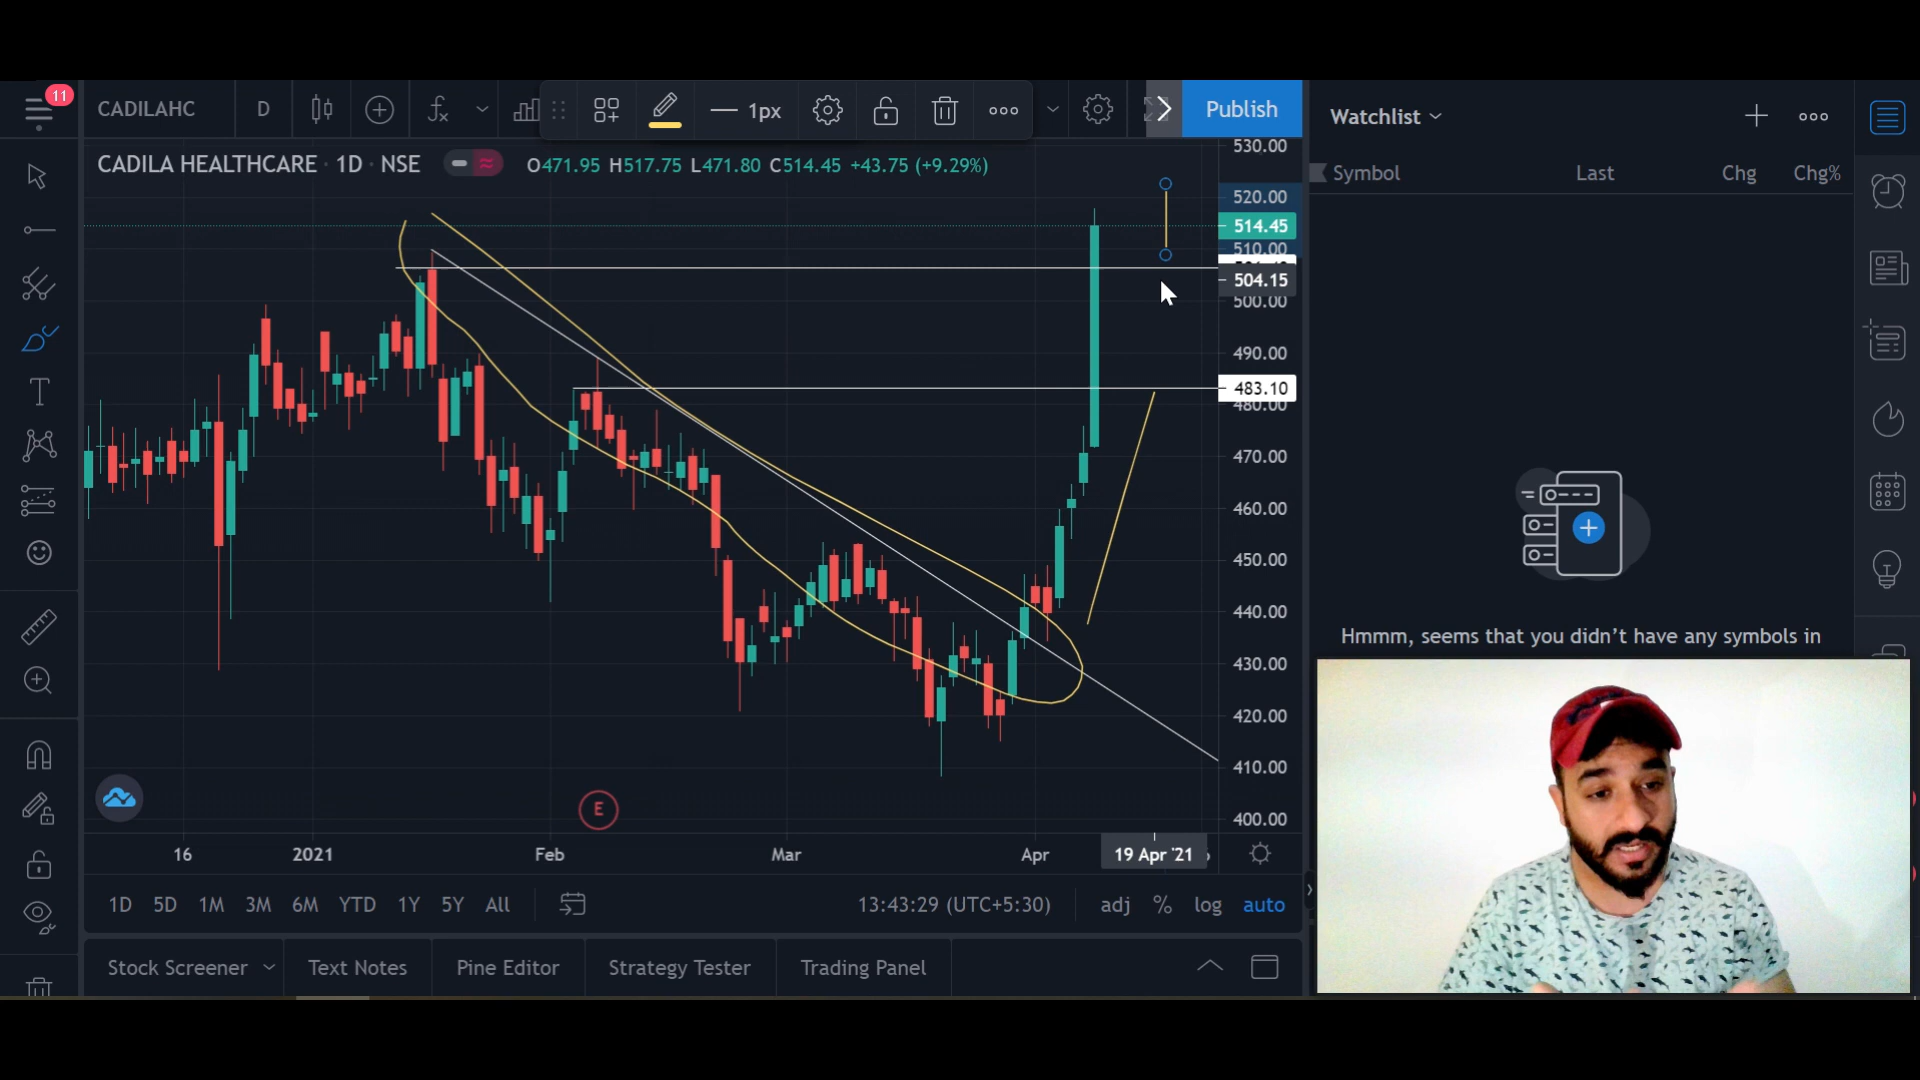 11
CADILAHC
D
1px
Publish
CADILA HEALTHCARE · 1D · NSE
O471.95 H517.75 L471.80 C514.45 +43.75 (+9.29%)
530.00
520.00
514.45
510.00
504.15
500.00
490.00
483.10
480.00
470.00
460.00
450.00
440.00
430.00
420.00
410.00
400.00
E
16
2021
Feb
Mar
Apr
19 Apr '21
1D 5D 1M 3M 6M YTD 1Y 5Y All
13:43:29 (UTC+5:30)
adj % log auto
Stock Screener
Text Notes
Pine Editor
Strategy Tester
Trading Panel
Watchlist
Symbol Last Chg Chg%
Hmmm, seems that you didn't have any symbols in